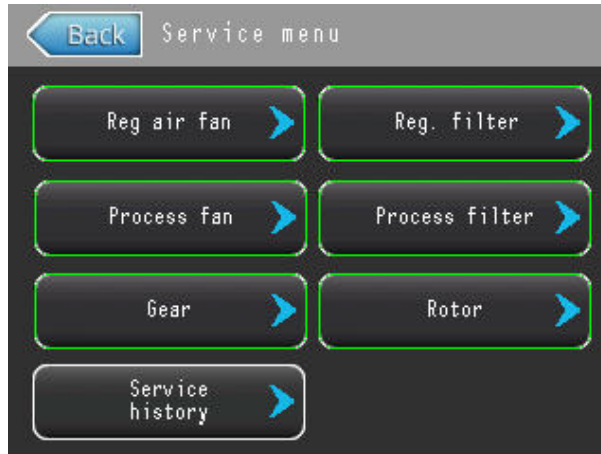 Back Service menu
Reg air fan
Reg. filter
Process fan
Process filter
Gear
Rotor
Service
history